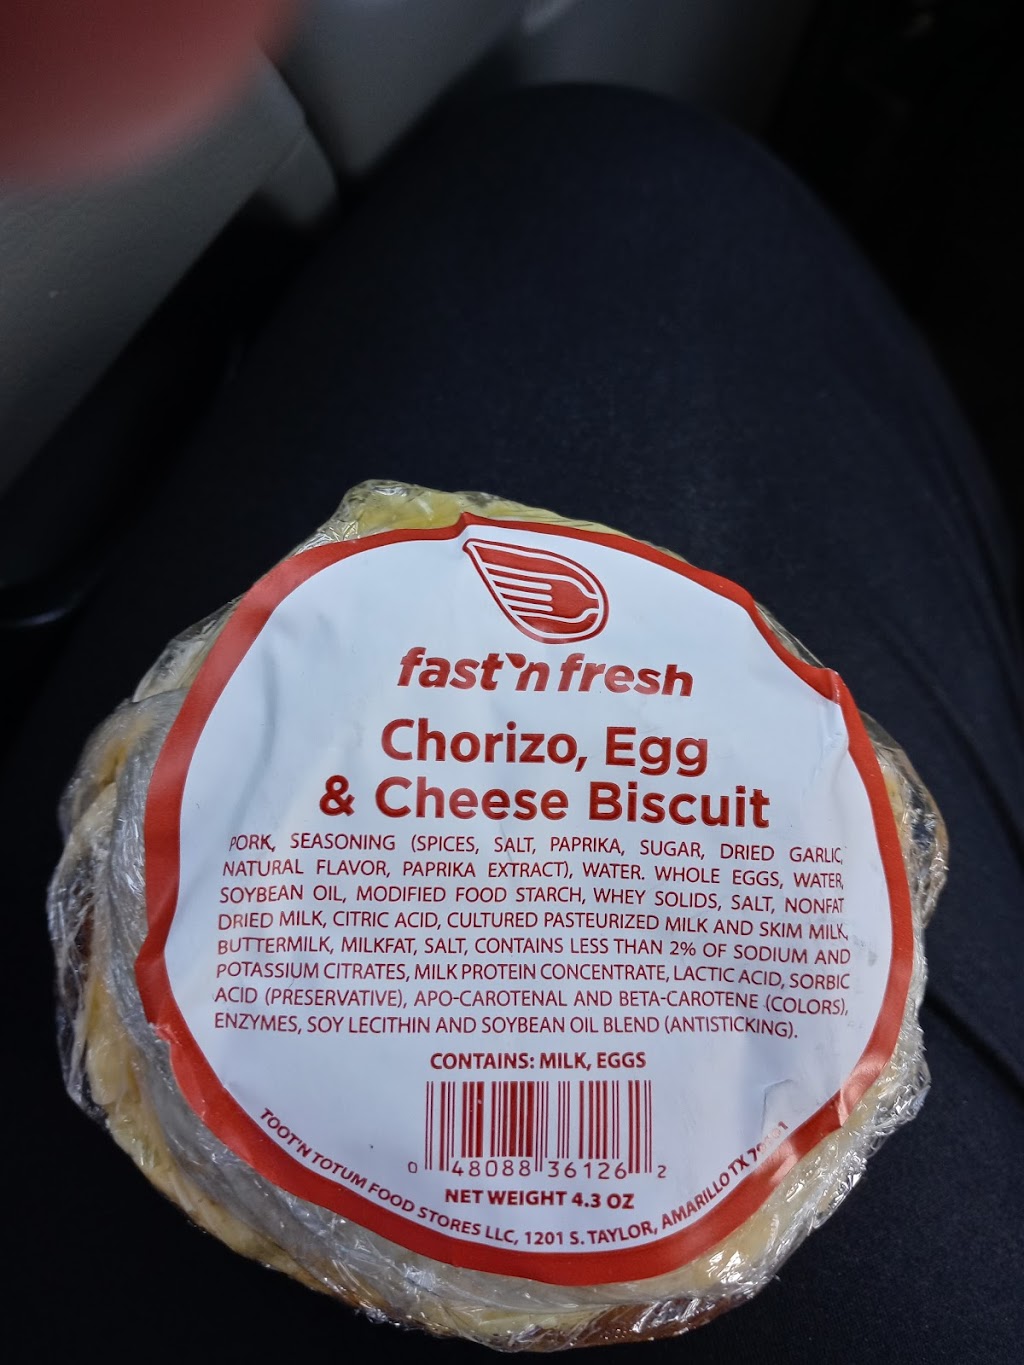 fast'n fresh
Chorizo, Egg
& Cheese Biscuit
PORK, SEASONING (SPICES, SALT, PAPRIKA, SUGAR, DRIED GARLIC,
NATURAL FLAVOR, PAPRIKA EXTRACT), WATER. WHOLE EGGS, WATER,
SOYBEAN OIL, MODIFIED FOOD STARCH, WHEY SOLIDS, SALT, NONFAT
DRIED MILK, CITRIC ACID, CULTURED PASTEURIZED MILK AND SKIM MILK,
BUTTERMILK, MILKFAT, SALT, CONTAINS LESS THAN 2% OF SODIUM AND
POTASSIUM CITRATES, MILK PROTEIN CONCENTRATE, LACTIC ACID, SORBIC
ACID (PRESERVATIVE), APO-CAROTENAL AND BETA-CAROTENE (COLORS),
ENZYMES, SOY LECITHIN AND SOYBEAN OIL BLEND (ANTISTICKING).
CONTAINS: MILK, EGGS
0 48088 36126 2
NET WEIGHT 4.3 OZ
TOOT'N TOTUM FOOD STORES LLC, 1201 S. TAYLOR, AMARILLO TX